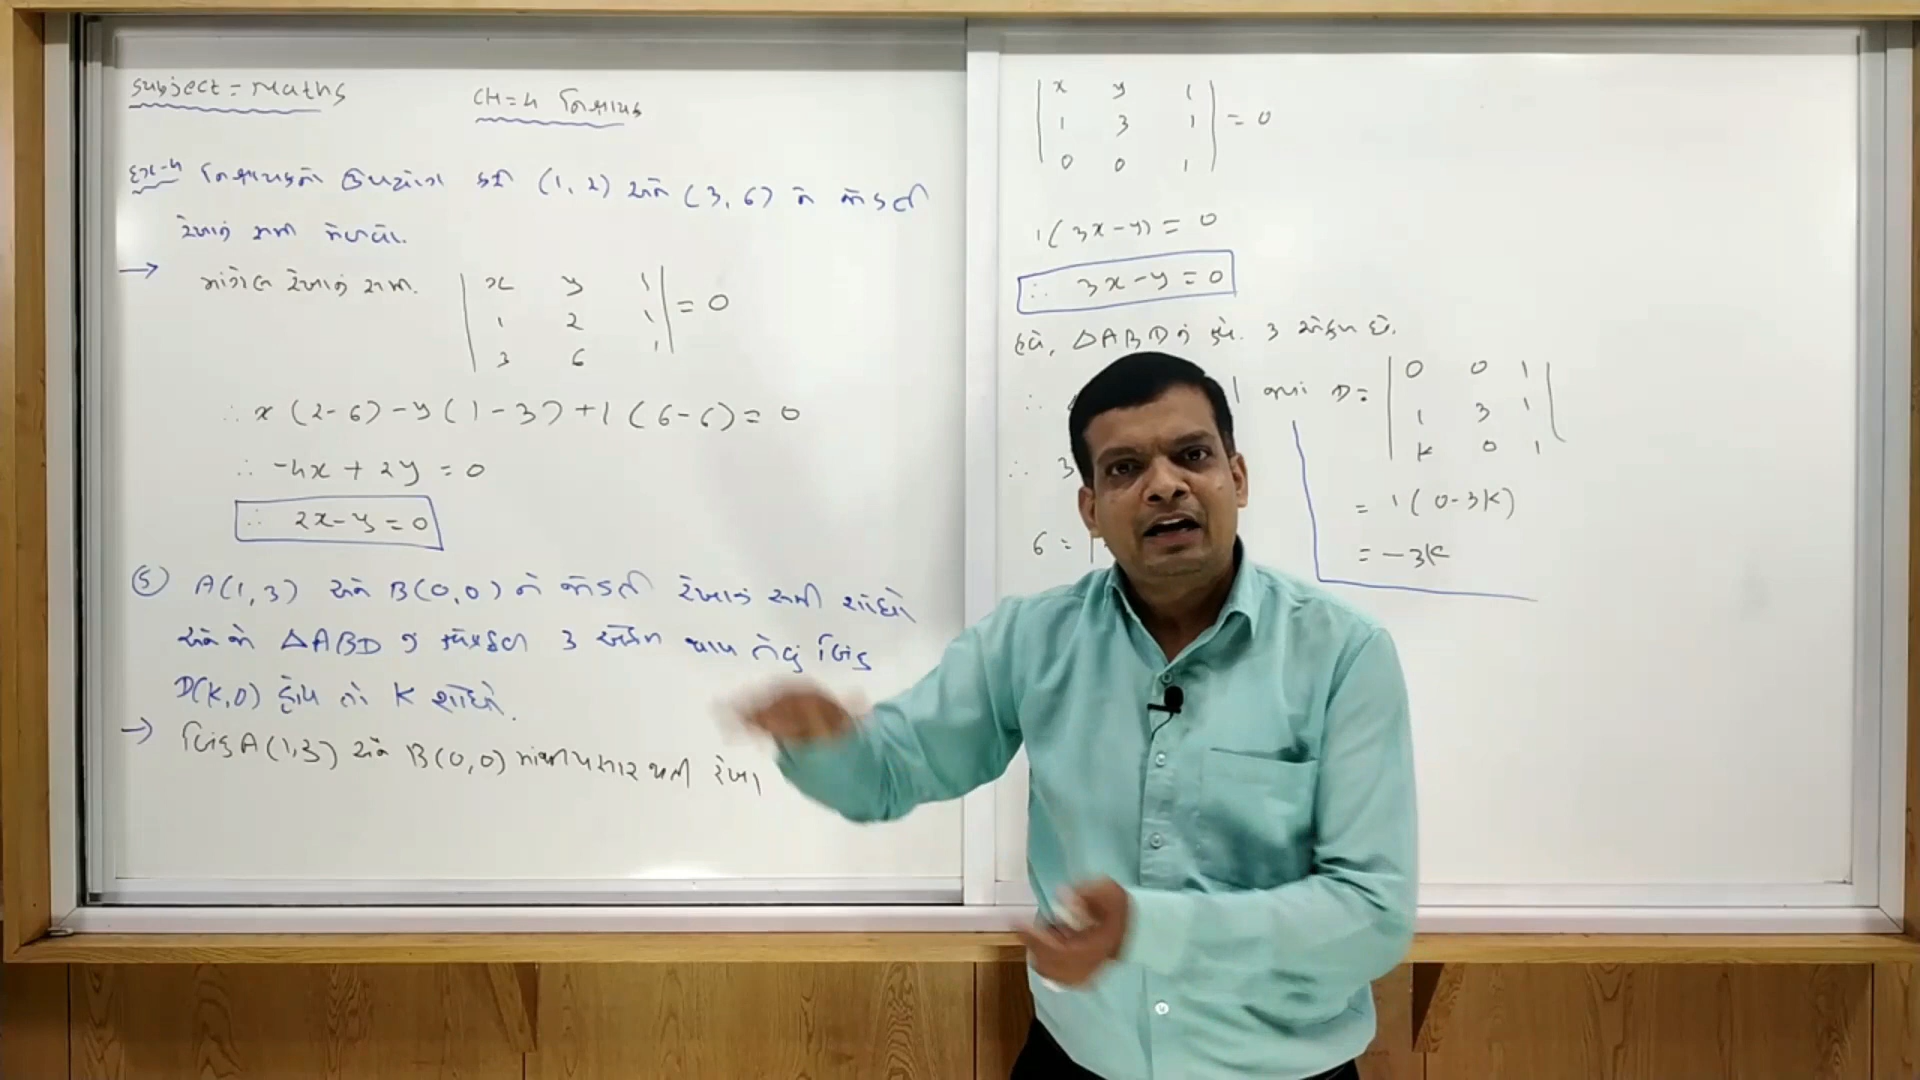 Subject = Maths
CH = 4 નિશ્ચાયક
Ex-4 નિશ્ચાયકનો ઉપયોગ કરી (1, 2) અને (3, 6) ને જોડતી
રેખાનું સમી મેળવો.
→ માંગેલ રેખાનું સમી.
| x y 1 |
| 1 2 1 | = 0
| 3 6 1 |
∴ x (2-6) - y (1-3) + 1 (6-6) = 0
∴ -4x + 2y = 0
∴ 2x - y = 0
(5) A(1,3) અને B(0,0) ને જોડતી રેખાનું સમી શોધો
અને જો △ABD નું ક્ષેત્રફળ 3 એકમ થાય તેવું બિંદુ
D(K,0) હોય તો K શોધો.
→ બિંદુ A(1,3) અને B(0,0) માંથી પસાર થતી રેખા
| x y 1 |
| 1 3 1 | = 0
| 0 0 1 |
1(3x-y) = 0
∴ 3x - y = 0
હવે, △ABD નું ક્ષે. 3 એકમ છે.
∴ | જ્યાં D =
| 0 0 1 |
| 1 3 1 |
| K 0 1 |
∴ 3
= 1(0-3K)
6 = |
= -3K